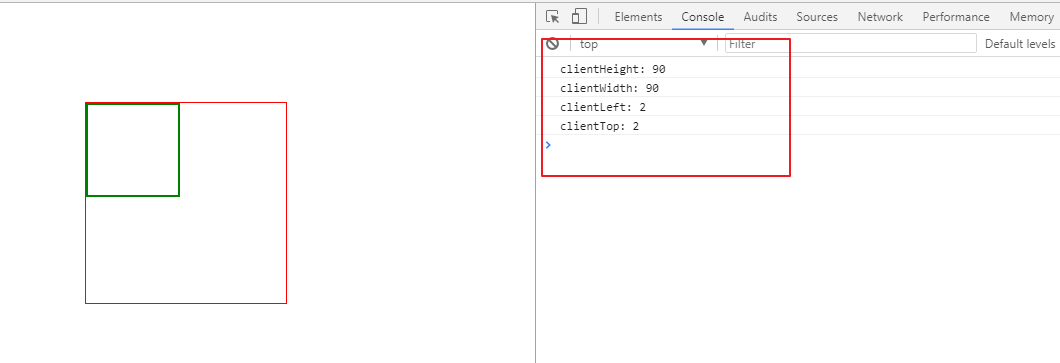 Elements Console Audits Sources Network Performance Memory
top ▼ Filter Default levels
clientHeight: 90
clientWidth: 90
clientLeft: 2
clientTop: 2